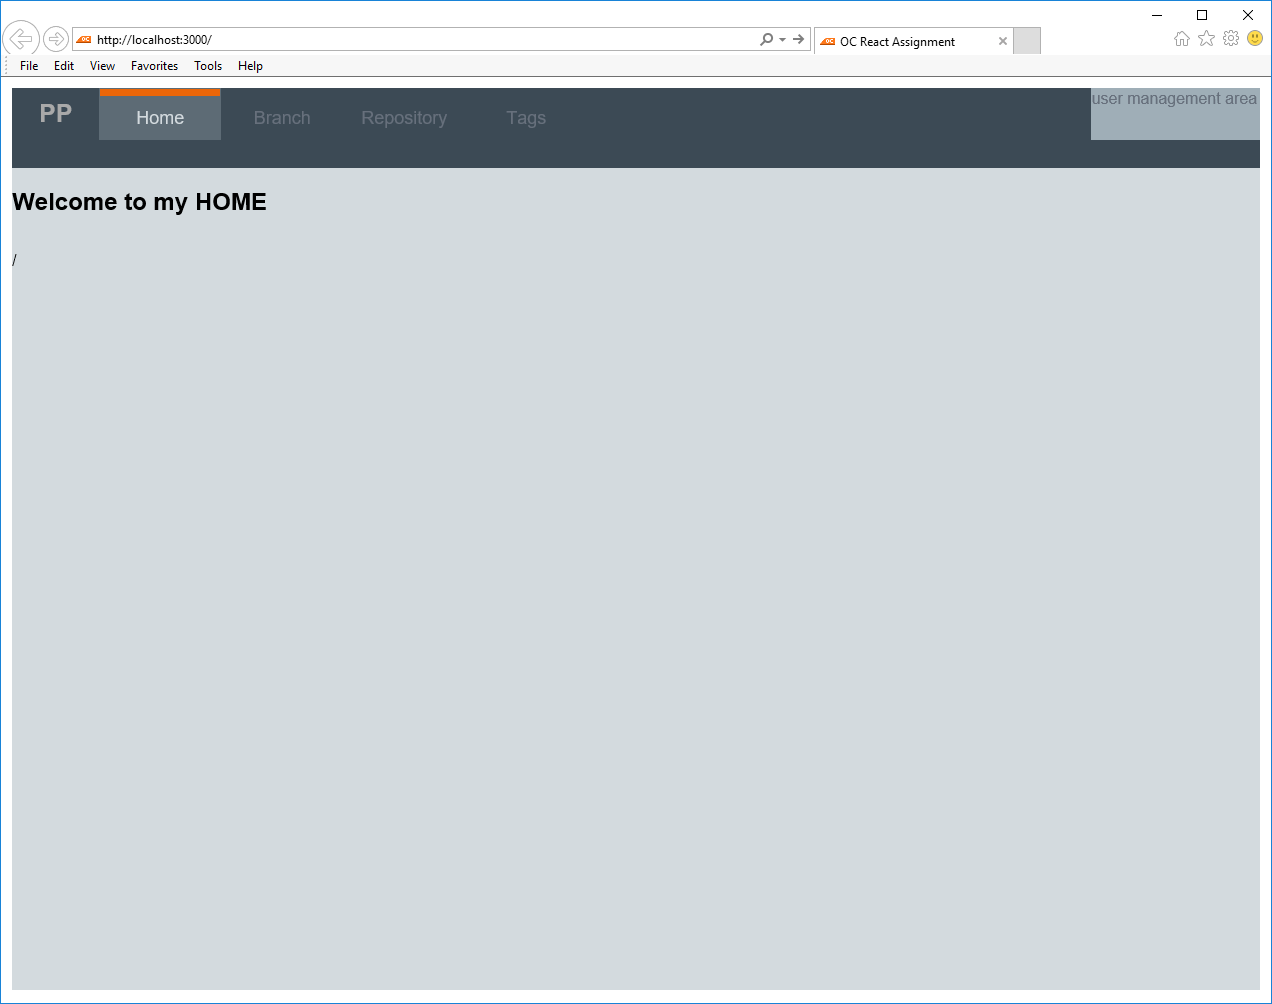 http://localhost:3000/
OC React Assignment
File Edit View Favorites Tools Help
PP Home Branch Repository Tags user management area
Welcome to my HOME
/